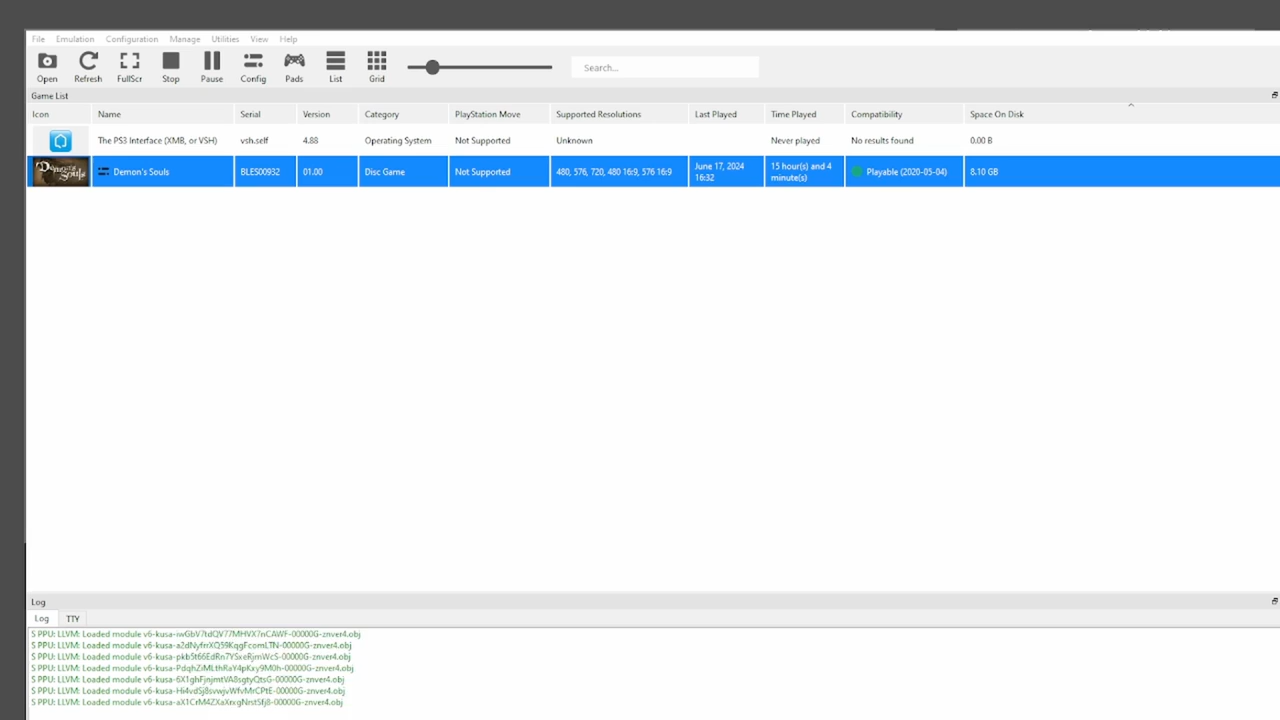 File Emulation Configuration Manage Utilities View Help
Open Refresh FullScr Stop Pause Config Pads List Grid Search...
Game List
Icon Name Serial Version Category PlayStation Move Supported Resolutions Last Played Time Played Compatibility Space On Disk
The PS3 Interface (XMB, or VSH) vsh.self 4.88 Operating System Not Supported Unknown Never played No results found 0.00 B
Demon's Souls Demon's Souls BLES00932 01.00 Disc Game Not Supported 480, 576, 720, 480 16:9, 576 16:9 June 17, 2024 15 hour(s) and 4 Playable (2020-05-04) 8.10 GB
16:32 minute(s)
Log
Log TTY
S PPU: LLVM: Loaded module v6-kusa-iwGbV7tdQV77MHVX7nCAWF-00000G-znver4.obj
S PPU: LLVM: Loaded module v6-kusa-a2dNyfrrXQ59KqgFcomLTN-00000G-znver4.obj
S PPU: LLVM: Loaded module v6-kusa-pkb5t66EdRn7YSxeRjmWcS-00000G-znver4.obj
S PPU: LLVM: Loaded module v6-kusa-PdqhZiMLthRaY4pKxy9M0h-00000G-znver4.obj
S PPU: LLVM: Loaded module v6-kusa-6X1ghFjnjmtVA8sgtyQtsG-00000G-znver4.obj
S PPU: LLVM: Loaded module v6-kusa-Hi4vdSj8svwjvWfvMrCPtE-00000G-znver4.obj
S PPU: LLVM: Loaded module v6-kusa-aX1CrM4ZXaXrxgNrstSfj8-00000G-znver4.obj